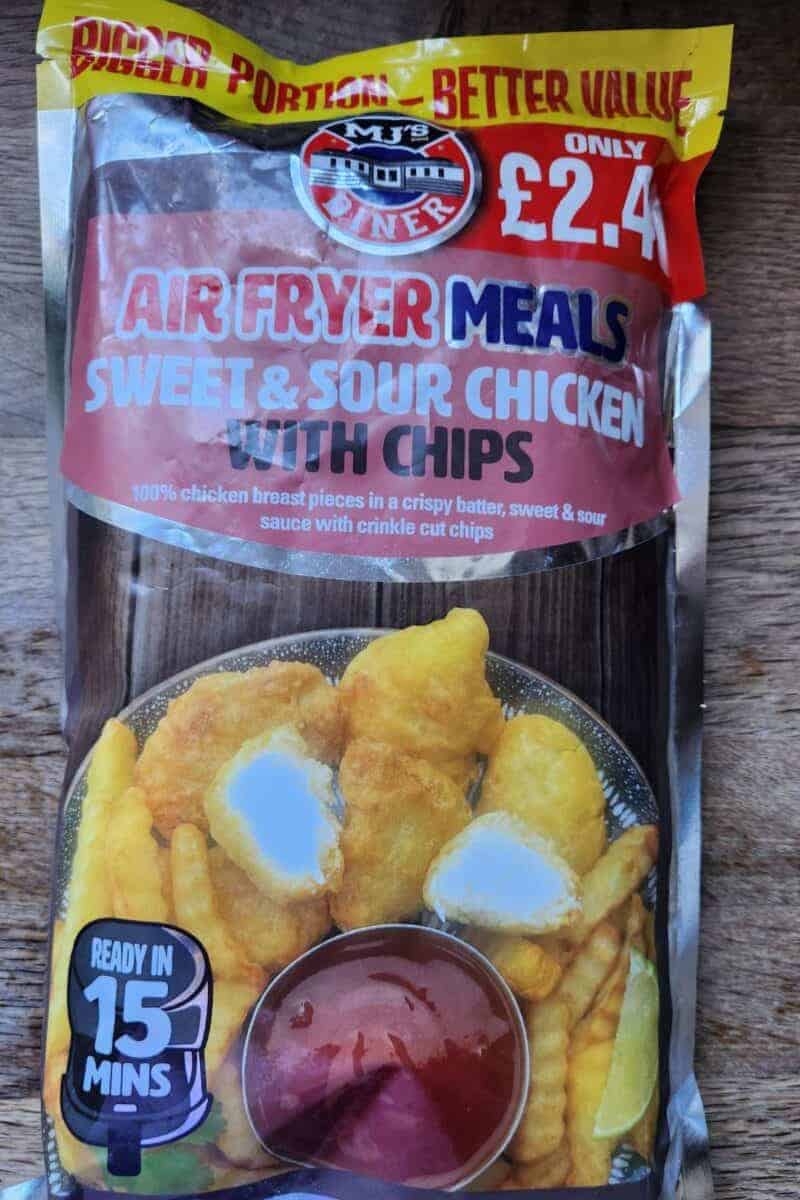 BIGGER PORTION - BETTER VALUE
MJ's
DINER
ONLY
£2.4
AIR FRYER MEALS
SWEET & SOUR CHICKEN
WITH CHIPS
100% chicken breast pieces in a crispy batter, sweet & sour
sauce with crinkle cut chips
READY IN
15
MINS